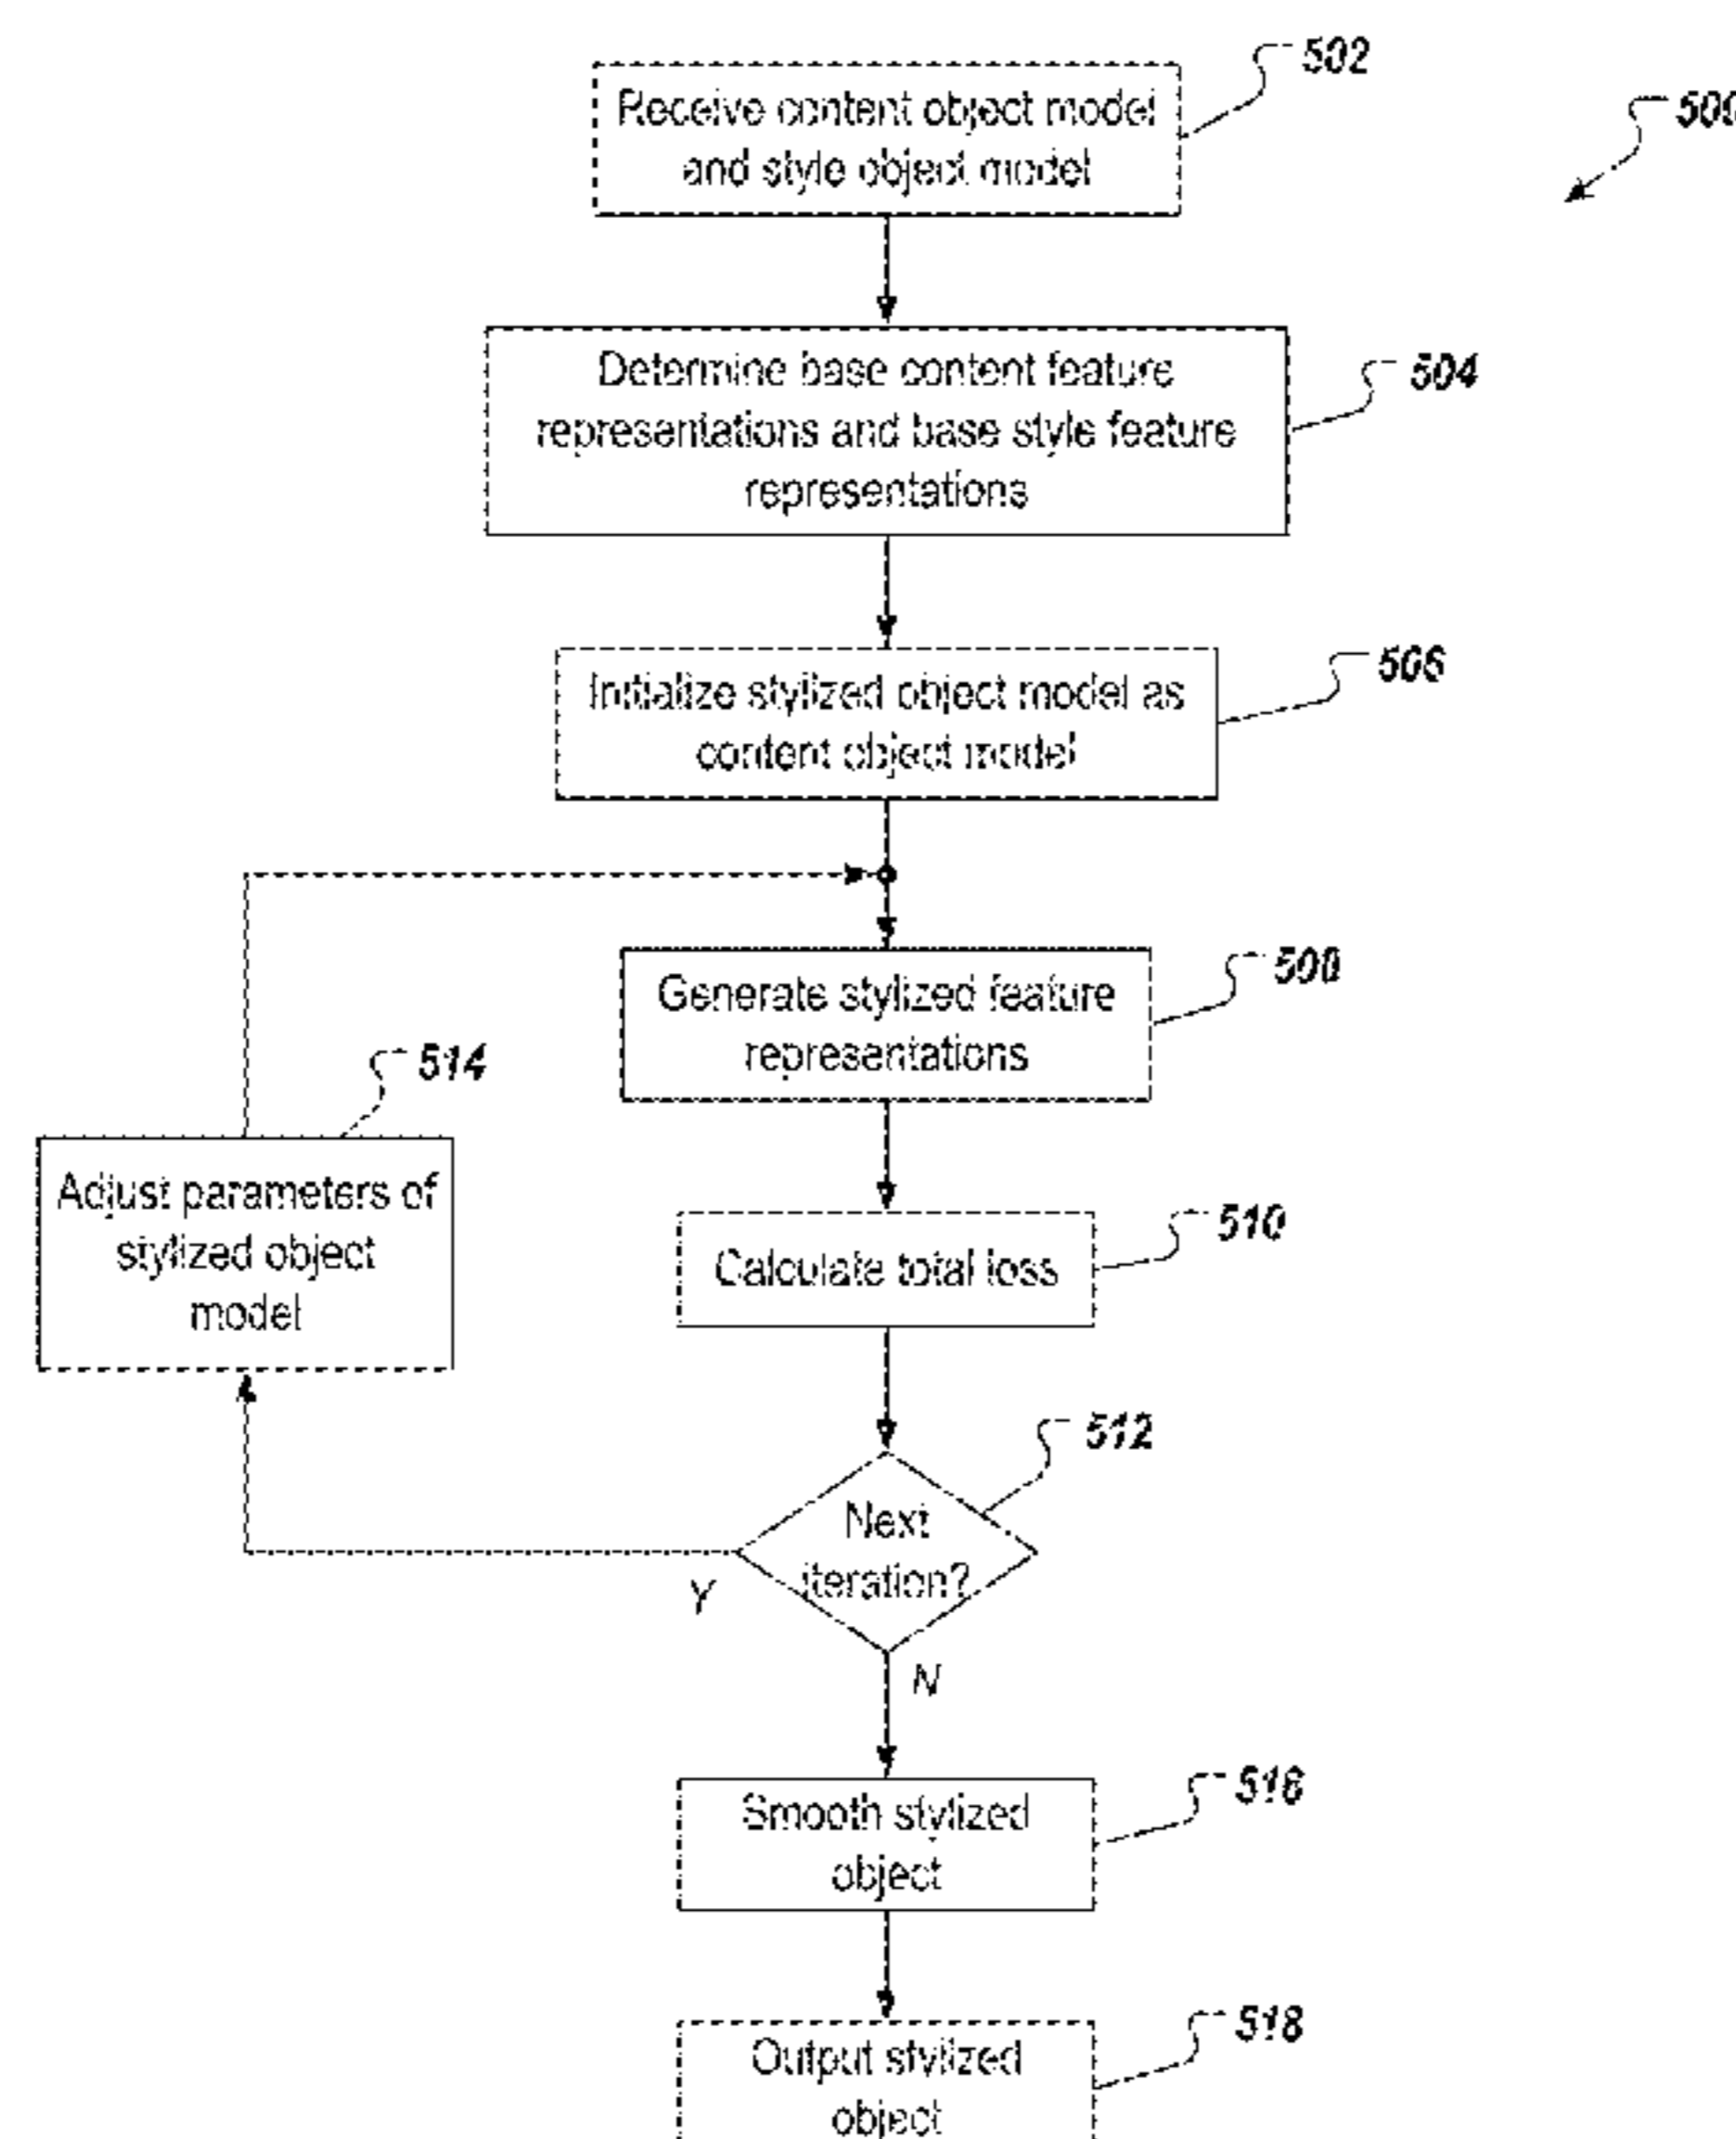 502
Receive content object model
and style object model
500
504
Determine base content feature
representations and base style feature
representations
506
Initialize stylized object model as
content object model
508
Generate stylized feature
representations
514
Adjust parameters of
stylized object
model
510
Calculate total loss
512
Next
iteration?
Y
N
516
Smooth stylized
object
518
Output stylized
object